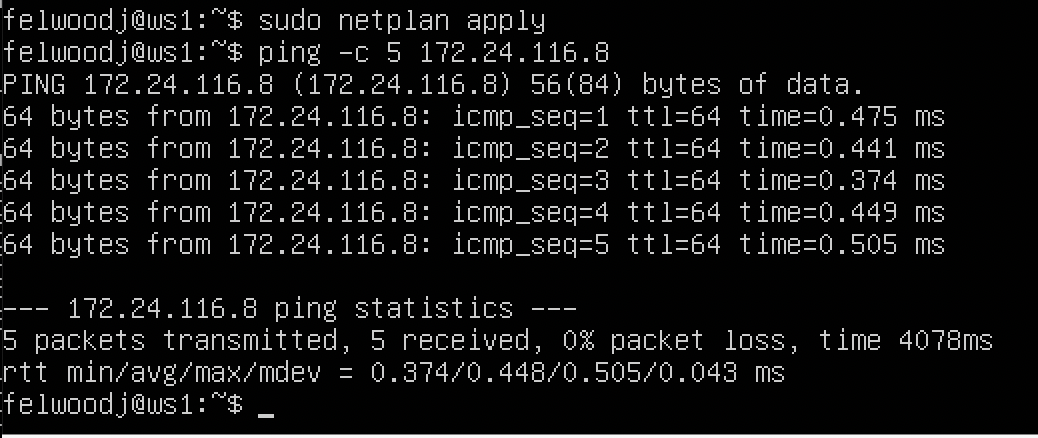 felwoodj@ws1:~$ sudo netplan apply
felwoodj@ws1:~$ ping -c 5 172.24.116.8
PING 172.24.116.8 (172.24.116.8) 56(84) bytes of data.
64 bytes from 172.24.116.8: icmp_seq=1 ttl=64 time=0.475 ms
64 bytes from 172.24.116.8: icmp_seq=2 ttl=64 time=0.441 ms
64 bytes from 172.24.116.8: icmp_seq=3 ttl=64 time=0.374 ms
64 bytes from 172.24.116.8: icmp_seq=4 ttl=64 time=0.449 ms
64 bytes from 172.24.116.8: icmp_seq=5 ttl=64 time=0.505 ms

--- 172.24.116.8 ping statistics ---
5 packets transmitted, 5 received, 0% packet loss, time 4078ms
rtt min/avg/max/mdev = 0.374/0.448/0.505/0.043 ms
felwoodj@ws1:~$ _